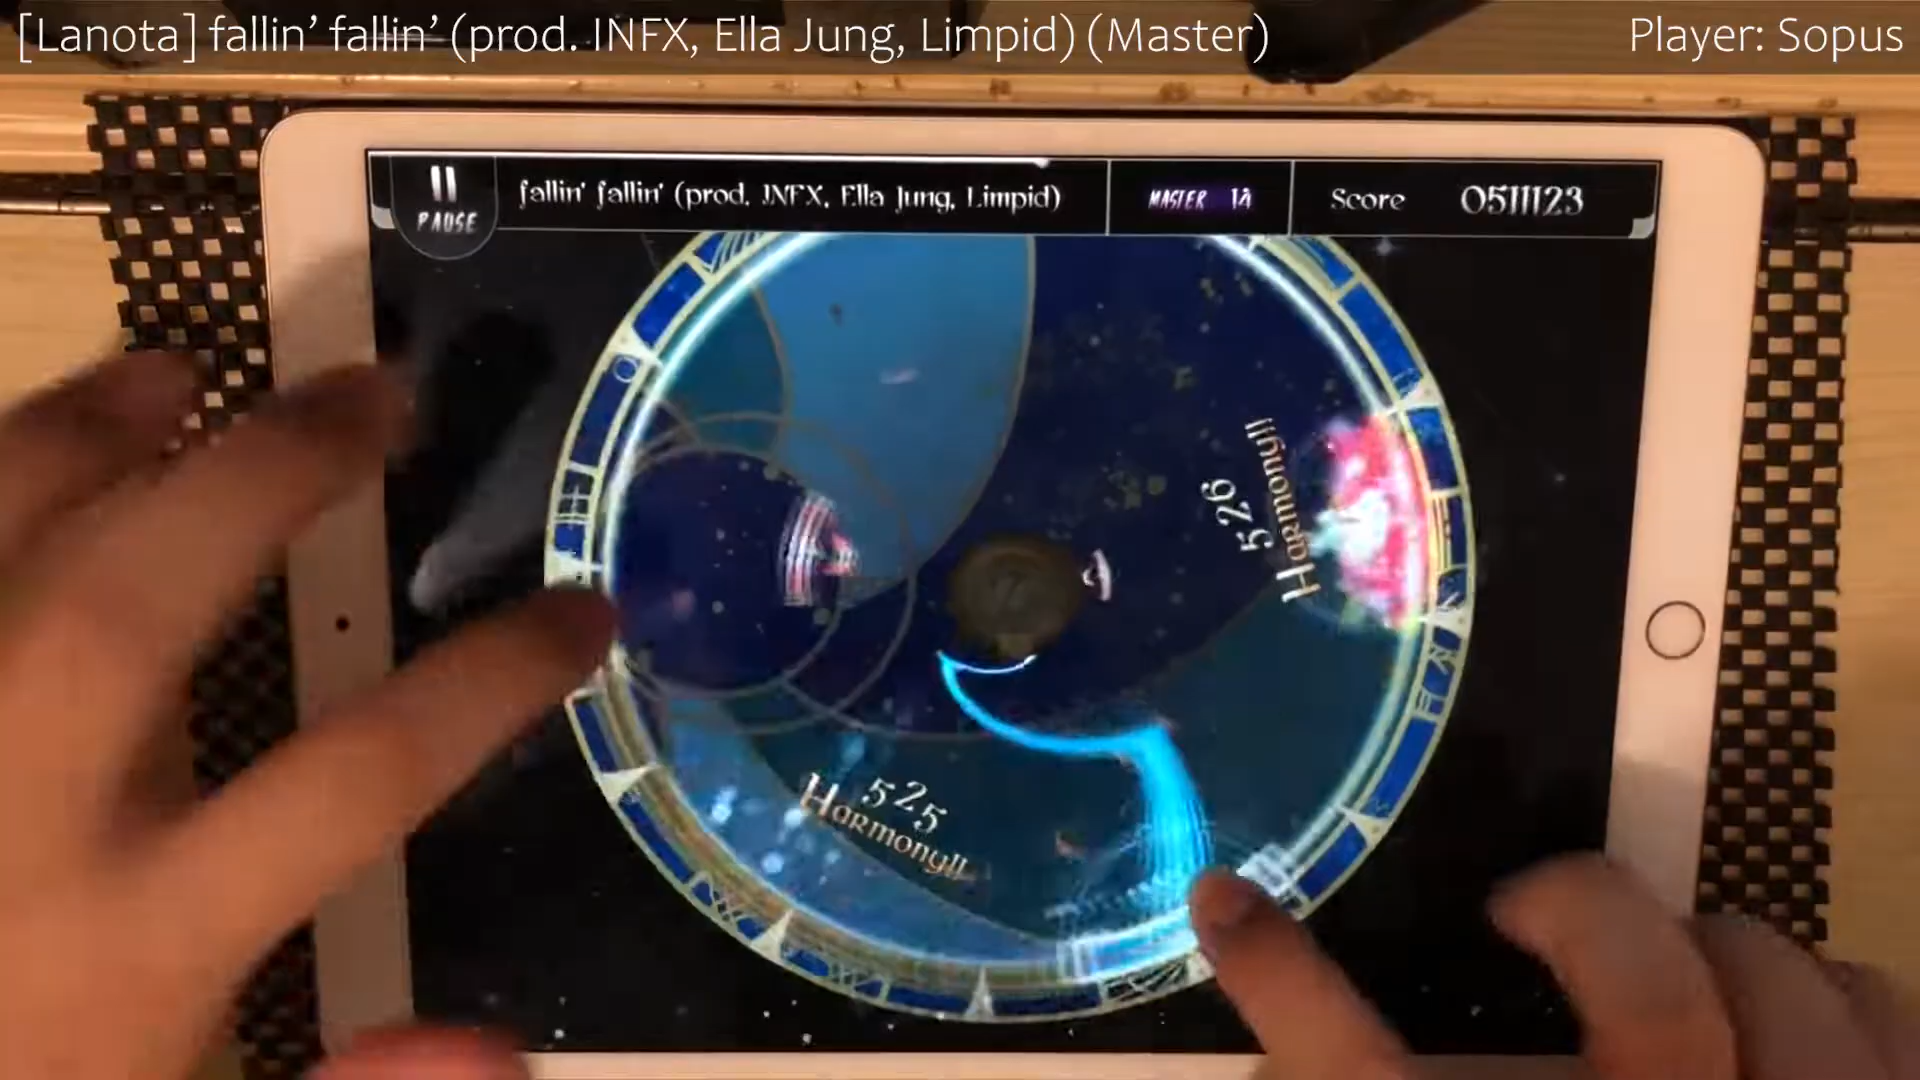 [Lanota] fallin’ fallin’ (prod. INFX, Ella Jung, Limpid) (Master)
Player: Sopus
PAUSE
fallin' fallin' (prod. INFX, Ella Jung, Limpid)
MASTER 14
Score 0511123
526
Harmony!!
525
Harmony!!